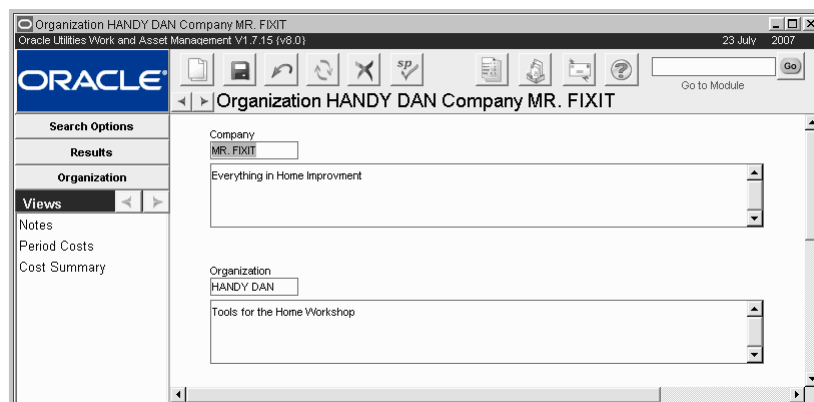 Organization HANDY DAN Company MR. FIXIT
Oracle Utilities Work and Asset Management V1.7.15 {v8.0}
23 July 2007
ORACLE
sp
Go
Go to Module
Organization HANDY DAN Company MR. FIXIT
Search Options
Results
Organization
Views
Notes
Period Costs
Cost Summary
Company
MR. FIXIT
Everything in Home Improvment
Organization
HANDY DAN
Tools for the Home Workshop